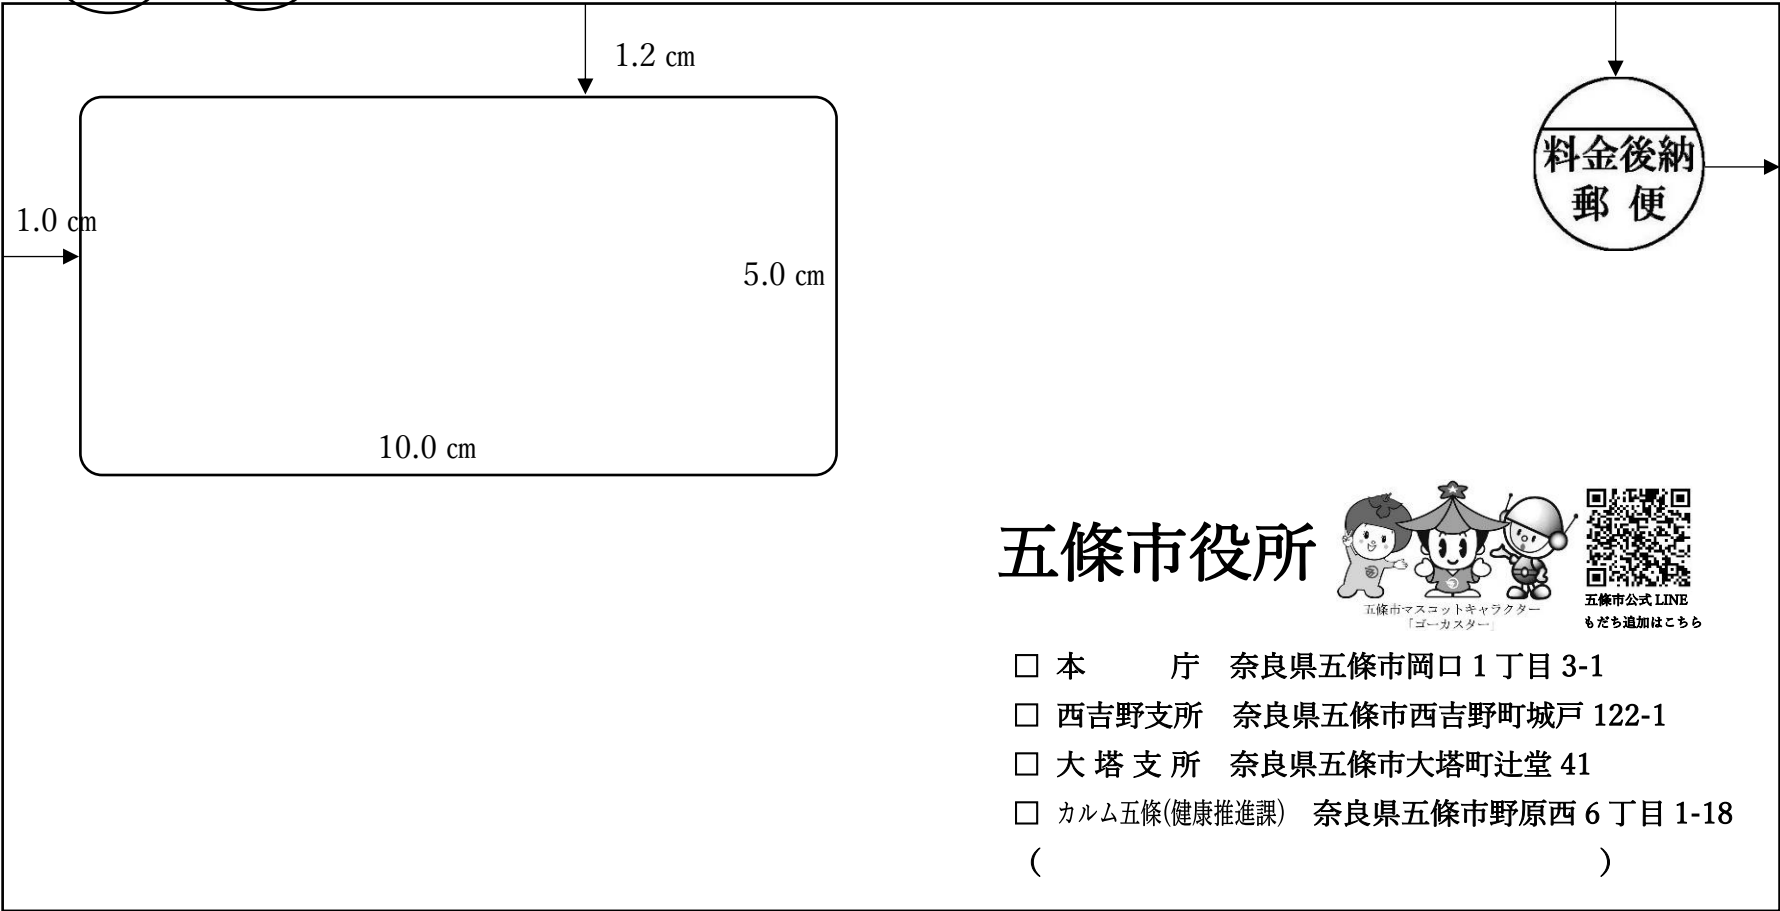 1.2 ㎝
料金後納
郵 便
1.0 ㎝
5.0 ㎝
10.0 ㎝
五條市役所
五條市マスコットキャラクター
「ゴーカスター」
五條市公式 LINE
もだち追加はこちら
□ 本　　　庁　奈良県五條市岡口 1 丁目 3-1
□ 西吉野支所　奈良県五條市西吉野町城戸 122-1
□ 大 塔 支 所　奈良県五條市大塔町辻堂 41
□ カルム五條(健康推進課)　奈良県五條市野原西 6 丁目 1-18
(　　　　　　　　　　　　　　　　　　　)